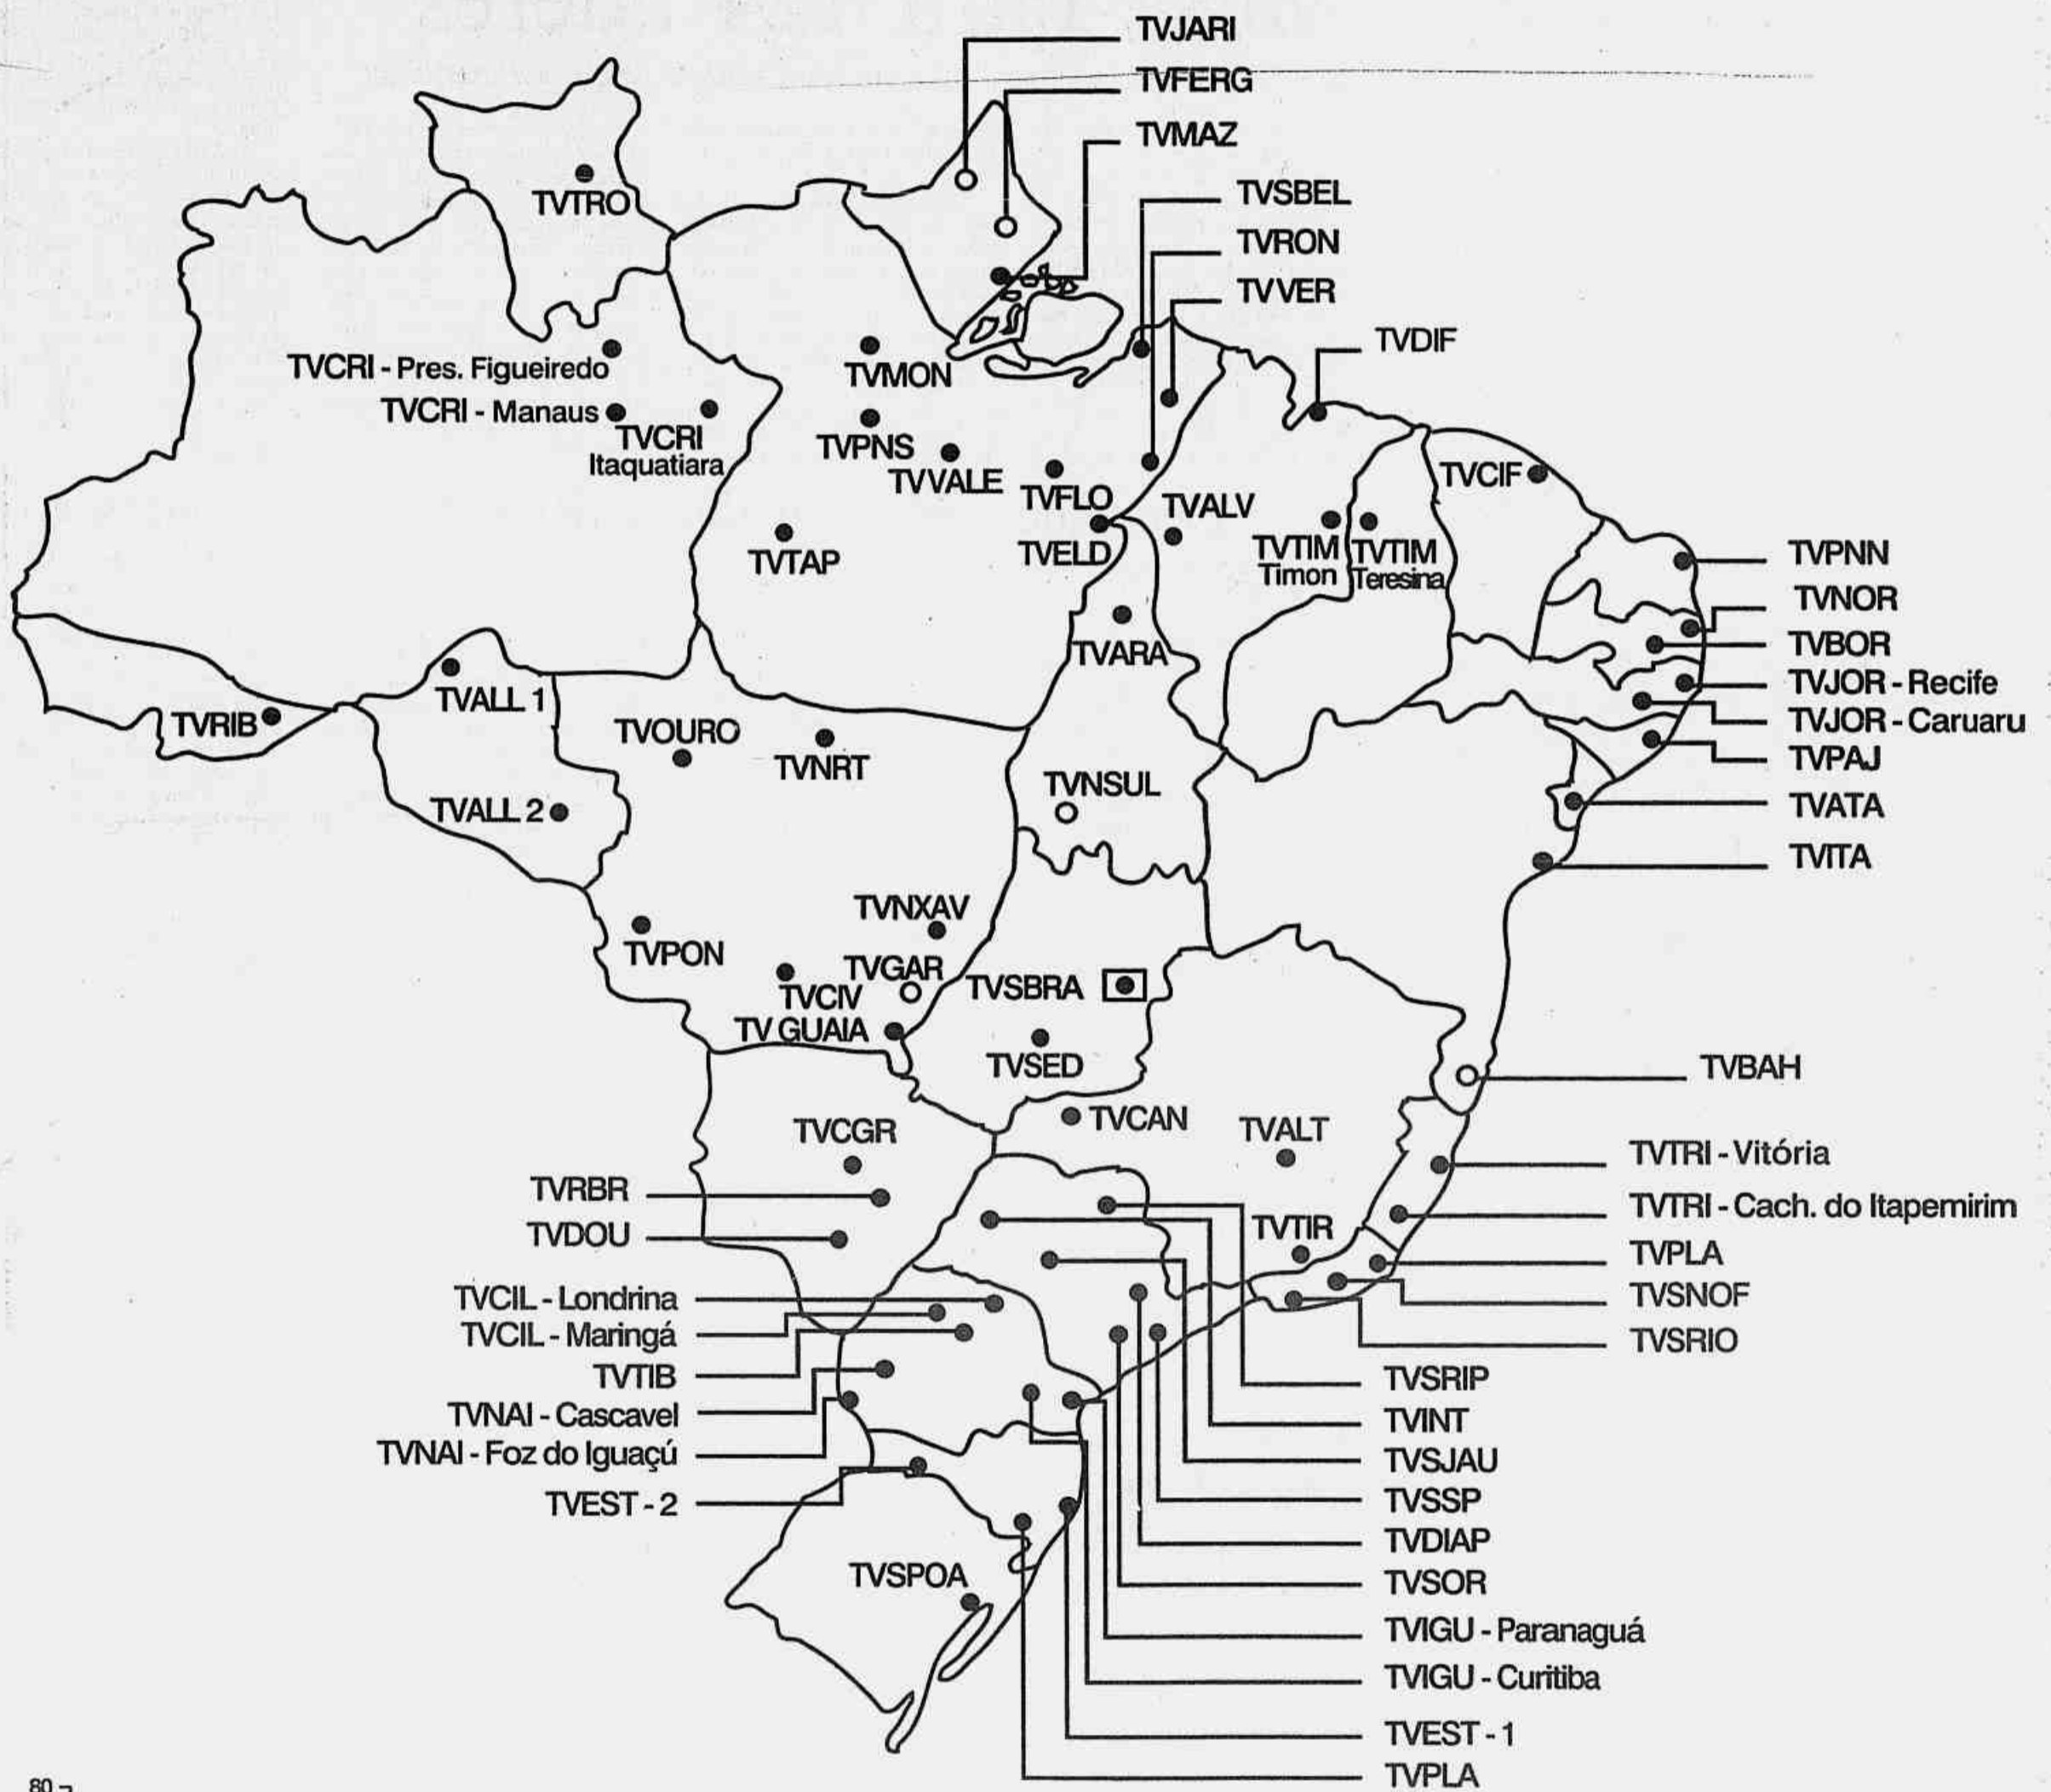 TVJARI
TVFERG
TVMAZ
TVSBEL
TVTRO
TVRON
TVVER
TVDIF
TVCRI - Pres. Figueiredo
TVMON
TVCRI - Manaus
TVCRI
Itaquatiara
TVPNS
TVVALE
TVCIF
TVFLO
TVALV
TVTAP
TVELD
TVTIM
Timon
TVTIM
Teresina
TVPNN
TVNOR
TVBOR
TVARA
TVJOR - Recife
TVALL 1
TVRIB
TVJOR - Caruaru
TVOURO
TVNRT
TVPAJ
TVNSUL
TVALL 2
TVATA
TVITA
TVNXAV
TVPON
TVGAR
TVCIV
TVSBRA
TV GUAIA
TVSED
TVBAH
TVCAN
TVCGR
TVALT
TVTRI - Vitória
TVRBR
TVTRI - Cach. do Itapemirim
TVDOU
TVTIR
TVPLA
TVCIL - Londrina
TVSNOF
TVCIL - Maringá
TVSRIO
TVTIB
TVSRIP
TVNAI - Cascavel
TVINT
TVNAI - Foz do Iguaçú
TVSJAU
TVEST - 2
TVSSP
TVDIAP
TVSPOA
TVSOR
TVIGU - Paranaguá
TVIGU - Curitiba
TVEST - 1
TVPLA
80